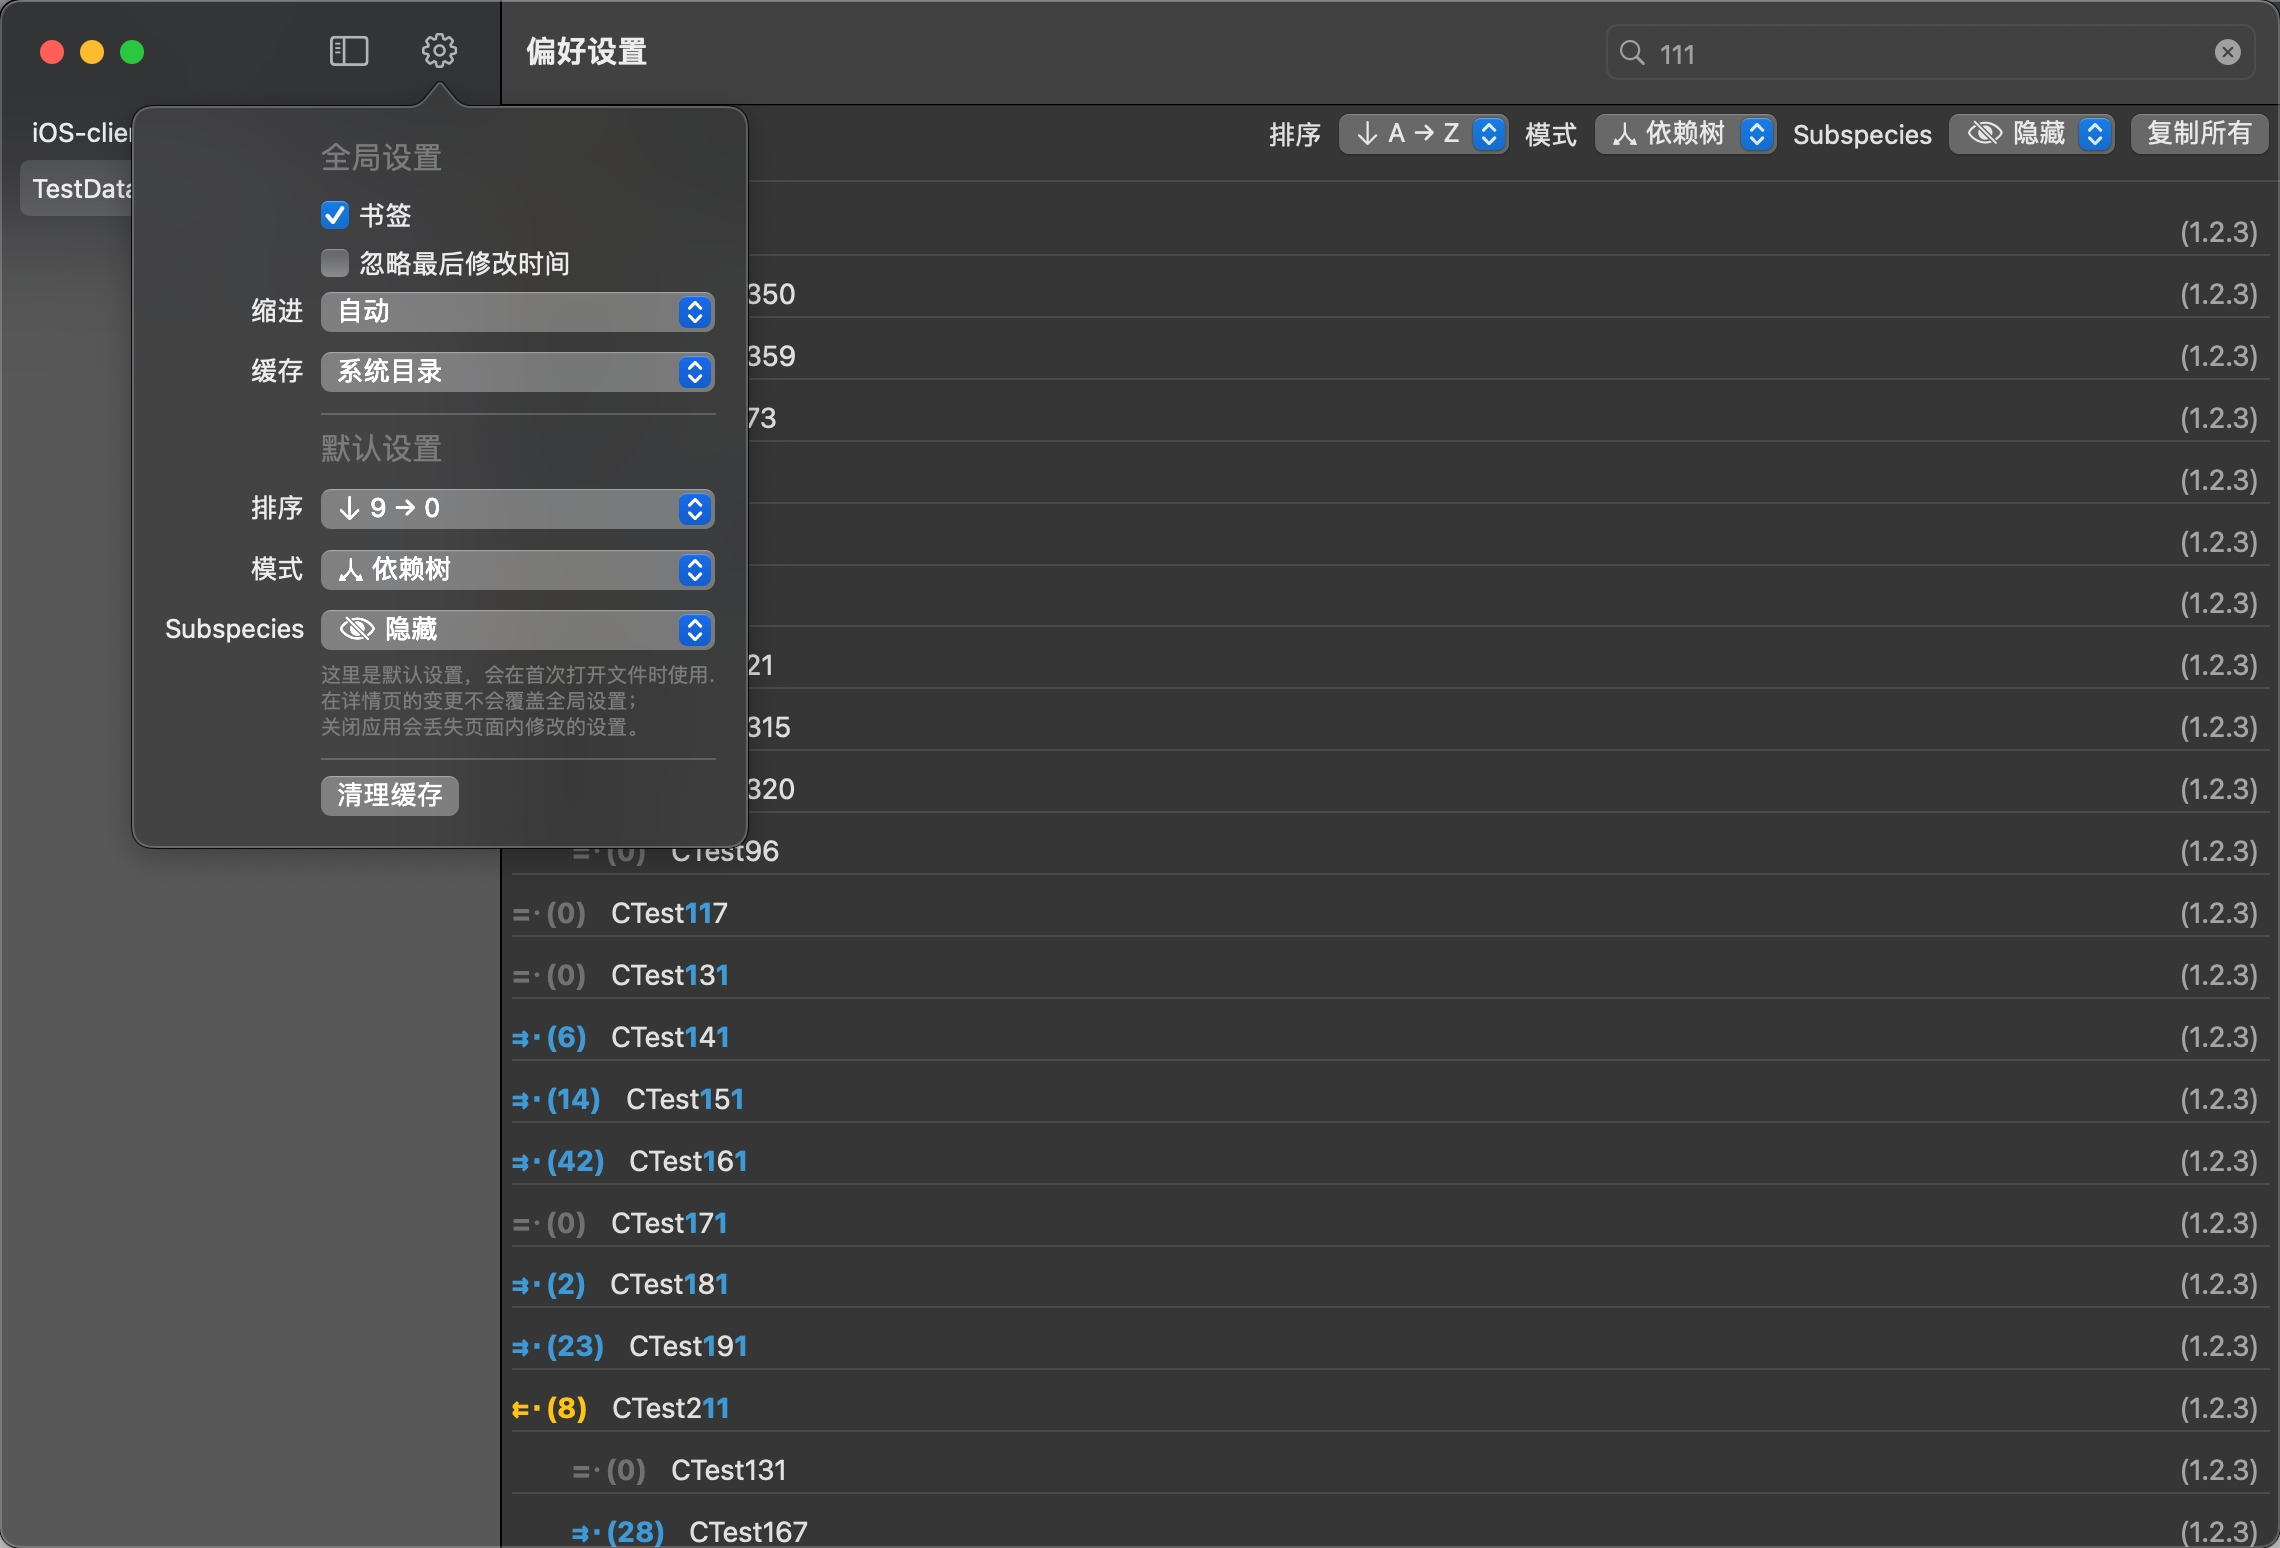 偏好设置
111
iOS-clien
TestData
排序 ↓ A → Z 模式 依赖树 Subspecies 隐藏 复制所有
全局设置
书签
忽略最后修改时间
缩进 自动
缓存 系统目录
默认设置
排序 ↓ 9 → 0
模式 依赖树
Subspecies 隐藏
这里是默认设置，会在首次打开文件时使用.
在详情页的变更不会覆盖全局设置；
关闭应用会丢失页面内修改的设置。
清理缓存
(1.2.3)
350 (1.2.3)
359 (1.2.3)
73 (1.2.3)
(1.2.3)
(1.2.3)
(1.2.3)
21 (1.2.3)
315 (1.2.3)
320 (1.2.3)
(0) CTest96 (1.2.3)
(0) CTest117 (1.2.3)
(0) CTest131 (1.2.3)
(6) CTest141 (1.2.3)
(14) CTest151 (1.2.3)
(42) CTest161 (1.2.3)
(0) CTest171 (1.2.3)
(2) CTest181 (1.2.3)
(23) CTest191 (1.2.3)
(8) CTest211 (1.2.3)
(0) CTest131 (1.2.3)
(28) CTest167 (1.2.3)